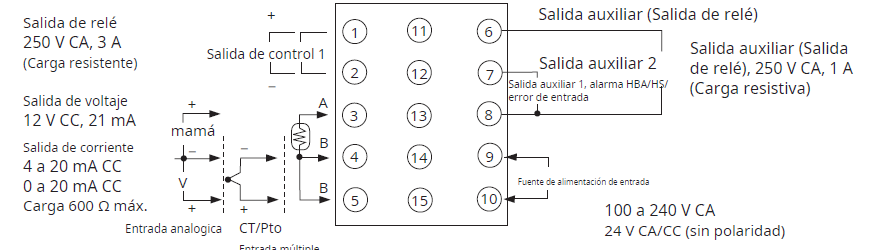 Salida de relé
250 V CA, 3 A
(Carga resistente)
Salida de voltaje
12 V CC, 21 mA
Salida de corriente
4 a 20 mA CC
0 a 20 mA CC
Carga 600 Ω máx.
+
Salida de control 1
−
+
mamá
−
V
+
Entrada analogica
−
+
CT/Pto
Entrada múltiple
A
B
B
1
2
3
4
5
11
12
13
14
15
6
7
8
9
10
Salida auxiliar (Salida de relé)
Salida auxiliar 2
Salida auxiliar 1, alarma HBA/HS/
error de entrada
Salida auxiliar (Salida
de relé), 250 V CA, 1 A
(Carga resistiva)
Fuente de alimentación de entrada
100 a 240 V CA
24 V CA/CC (sin polaridad)